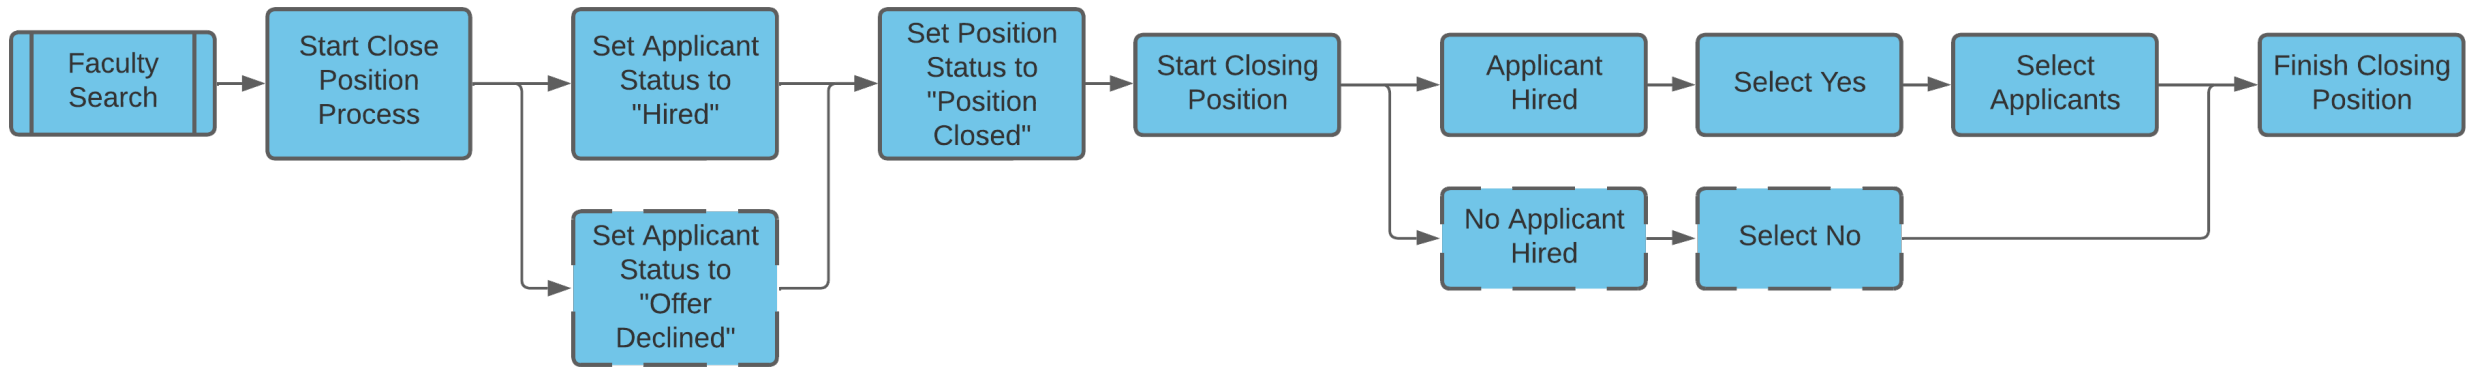 Faculty
Search
Start Close
Position
Process
Set Applicant
Status to
"Hired"
Set Applicant
Status to
"Offer
Declined"
Set Position
Status to
"Position
Closed"
Start Closing
Position
Applicant
Hired
Select Yes
Select
Applicants
No Applicant
Hired
Select No
Finish Closing
Position